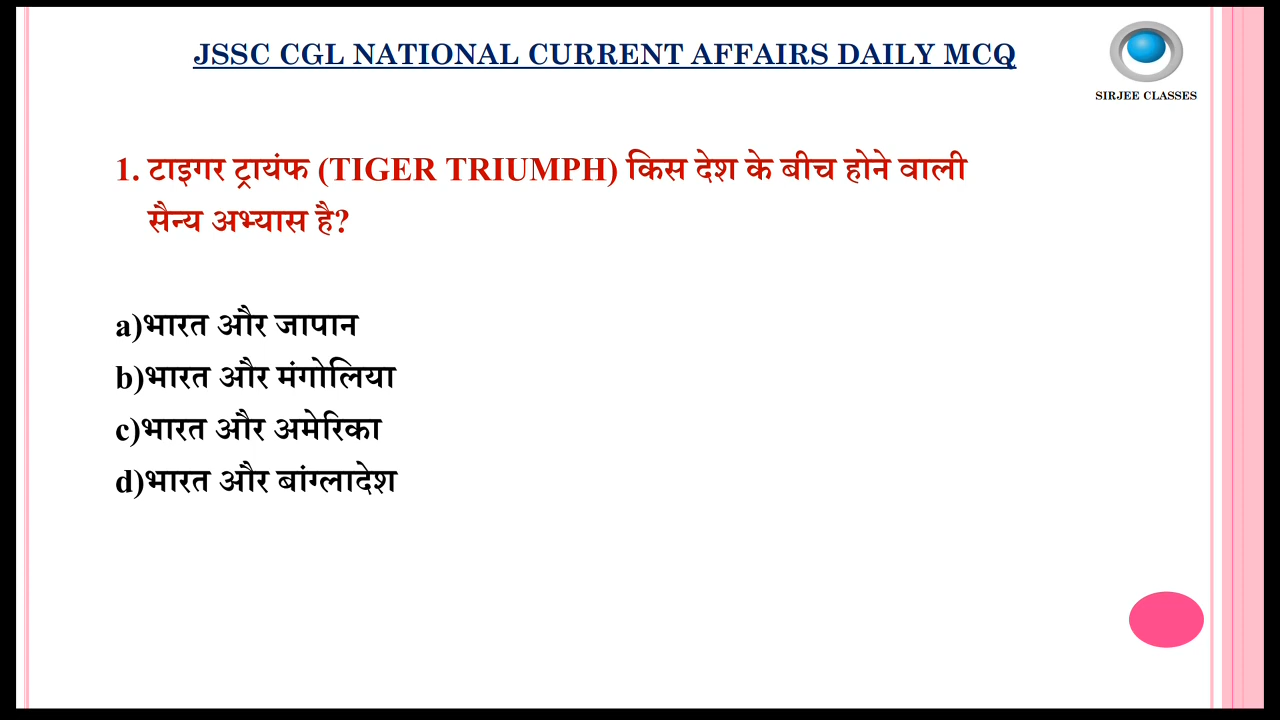 JSSC CGL NATIONAL CURRENT AFFAIRS DAILY MCQ
SIRJEE CLASSES
1. टाइगर ट्रायंफ (TIGER TRIUMPH) किस देश के बीच होने वाली
सैन्य अभ्यास है?
a)भारत और जापान
b)भारत और मंगोलिया
c)भारत और अमेरिका
d)भारत और बांग्लादेश